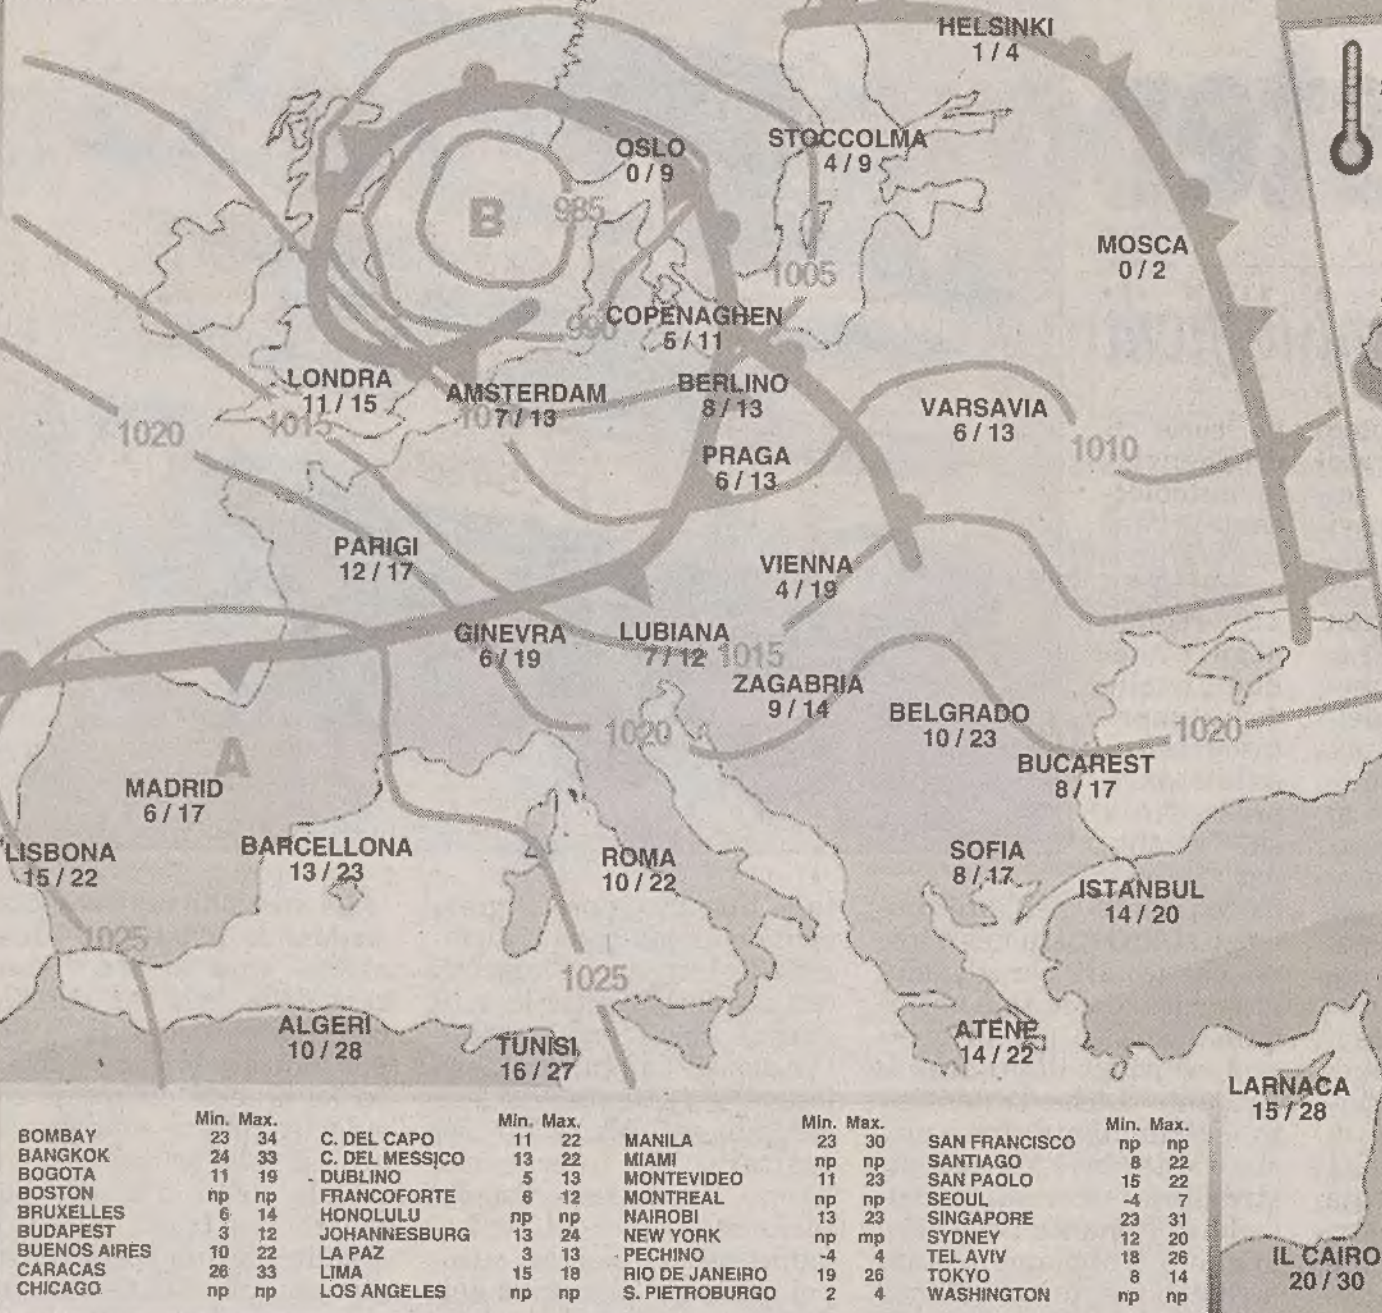 HELSINKI
1 / 4
OSLO
0 / 9
STOCCOLMA
4 / 9
B
985
MOSCA
0 / 2
1005
990
COPENAGHEN
5 / 11
LONDRA
11 / 15
AMSTERDAM
7 / 13
BERLINO
8 / 13
VARSAVIA
6 / 13
1020
1015
1010
PRAGA
6 / 13
PARIGI
12 / 17
VIENNA
4 / 19
GINEVRA
6 / 19
LUBIANA
7 / 12
1015
ZAGABRIA
9 / 14
BELGRADO
10 / 23
1020
1020
A
BUCAREST
8 / 17
MADRID
6 / 17
LISBONA
15 / 22
BARCELLONA
13 / 23
ROMA
10 / 22
SOFIA
8 / 17
ISTANBUL
14 / 20
1025
1025
ALGERI
10 / 28
TUNISI
16 / 27
ATENE
14 / 22
LARNACA
15 / 28
IL CAIRO
20 / 30
Min. Max.
BOMBAY 23 34
BANGKOK 24 33
BOGOTA 11 19
BOSTON np np
BRUXELLES 6 14
BUDAPEST 3 12
BUENOS AIRES 10 22
CARACAS 26 33
CHICAGO np np
Min. Max.
C. DEL CAPO 11 22
C. DEL MESSICO 13 22
DUBLINO 5 13
FRANCOFORTE 6 12
HONOLULU np np
JOHANNESBURG 13 24
LA PAZ 3 13
LIMA 15 18
LOS ANGELES np np
Min. Max.
MANILA 23 30
MIAMI np np
MONTEVIDEO 11 23
MONTREAL np np
NAIROBI 13 23
NEW YORK np mp
PECHINO -4 4
RIO DE JANEIRO 19 26
S. PIETROBURGO 2 4
Min. Max.
SAN FRANCISCO np np
SANTIAGO 8 22
SAN PAOLO 15 22
SEOUL -4 7
SINGAPORE 23 31
SYDNEY 12 20
TEL AVIV 18 26
TOKYO 8 14
WASHINGTON np np